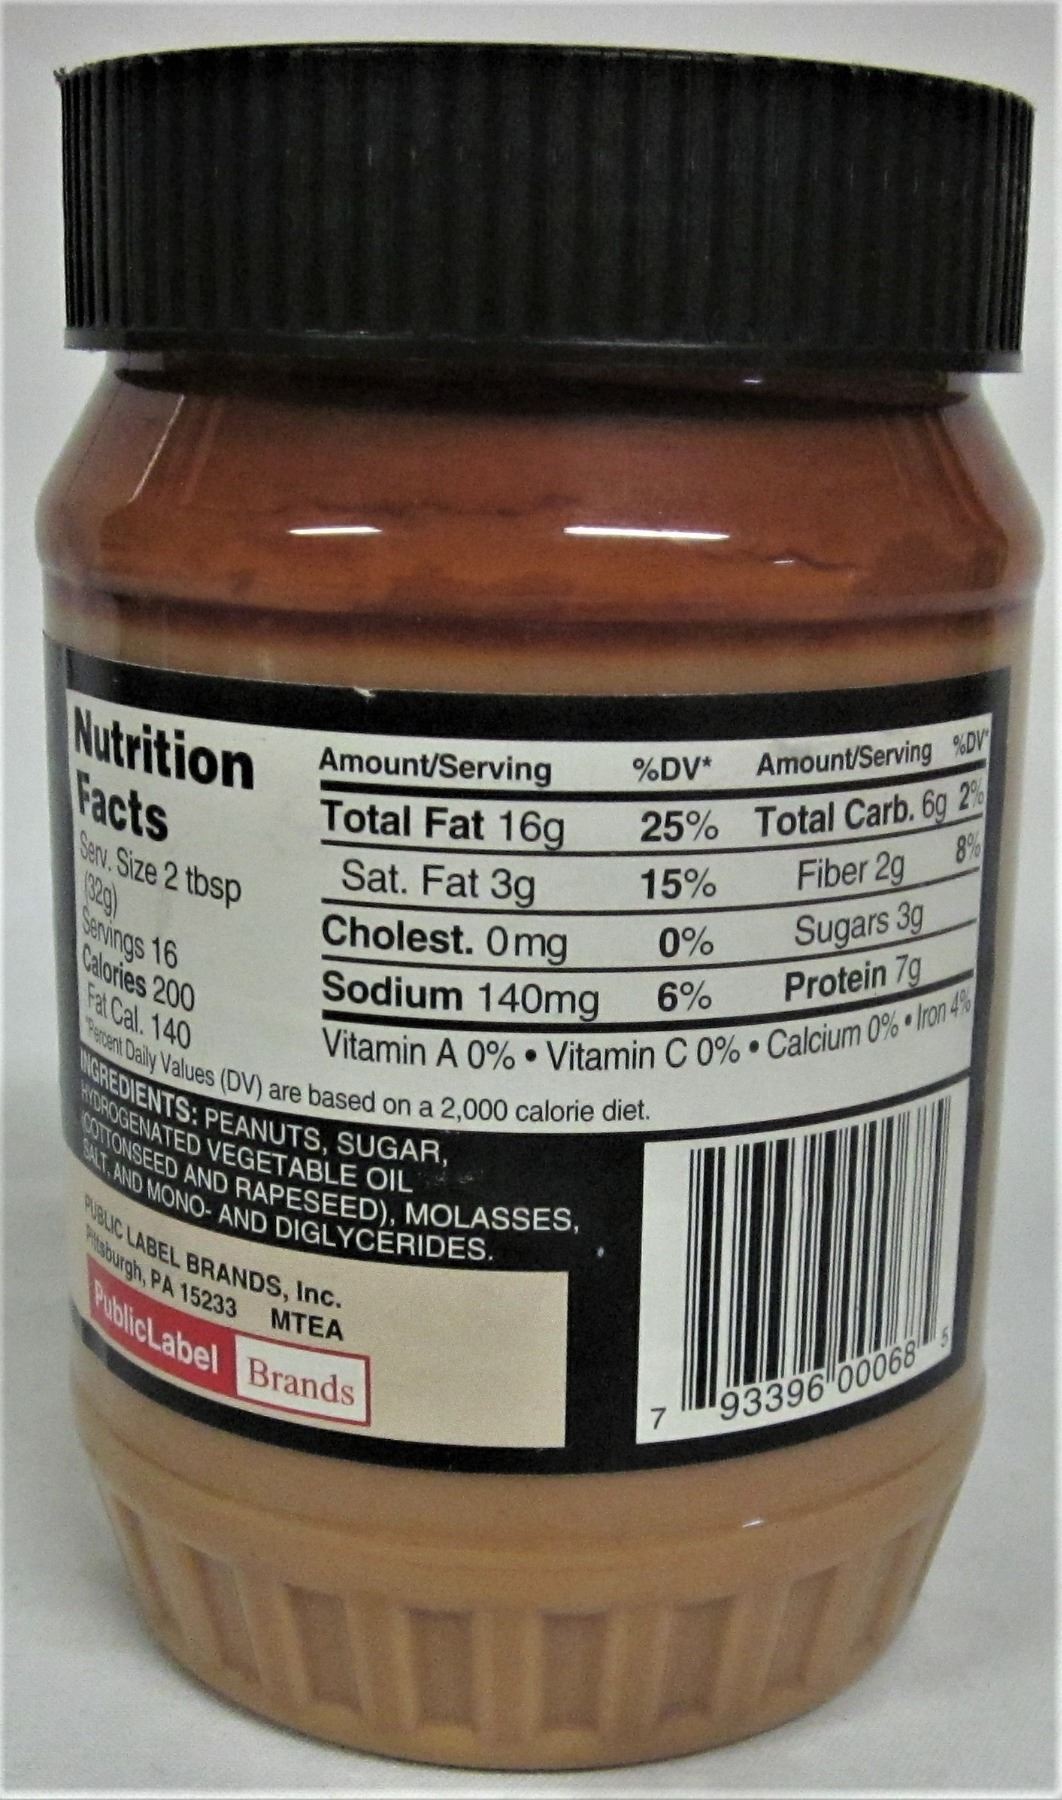 Nutrition
Facts
Serv. Size 2 tbsp
(32g)
Servings 16
Calories 200
Fat Cal. 140
*Percent Daily Values (DV) are based on a 2,000 calorie diet.
Amount/Serving %DV* Amount/Serving %DV*
Total Fat 16g 25% Total Carb. 6g 2%
Sat. Fat 3g 15% Fiber 2g 8%
Cholest. 0mg 0% Sugars 3g
Sodium 140mg 6% Protein 7g
Vitamin A 0% • Vitamin C 0% • Calcium 0% • Iron 4%
INGREDIENTS: PEANUTS, SUGAR,
HYDROGENATED VEGETABLE OIL
(COTTONSEED AND RAPESEED), MOLASSES,
SALT, AND MONO- AND DIGLYCERIDES.
PUBLIC LABEL BRANDS, Inc.
Pittsburgh, PA 15233 MTEA
PublicLabel Brands
7 93396 00068 5